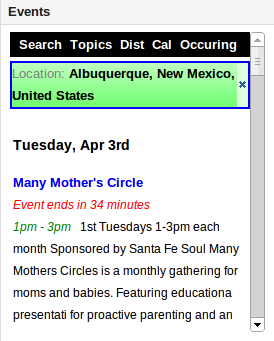 Events
Search Topics Dist Cal Occuring
Location: Albuquerque, New Mexico,
United States
Tuesday, Apr 3rd
Many Mother's Circle
Event ends in 34 minutes
1pm - 3pm 1st Tuesdays 1-3pm each
month Sponsored by Santa Fe Soul Many
Mothers Circles is a monthly gathering for
moms and babies. Featuring educationa
presentati for proactive parenting and an